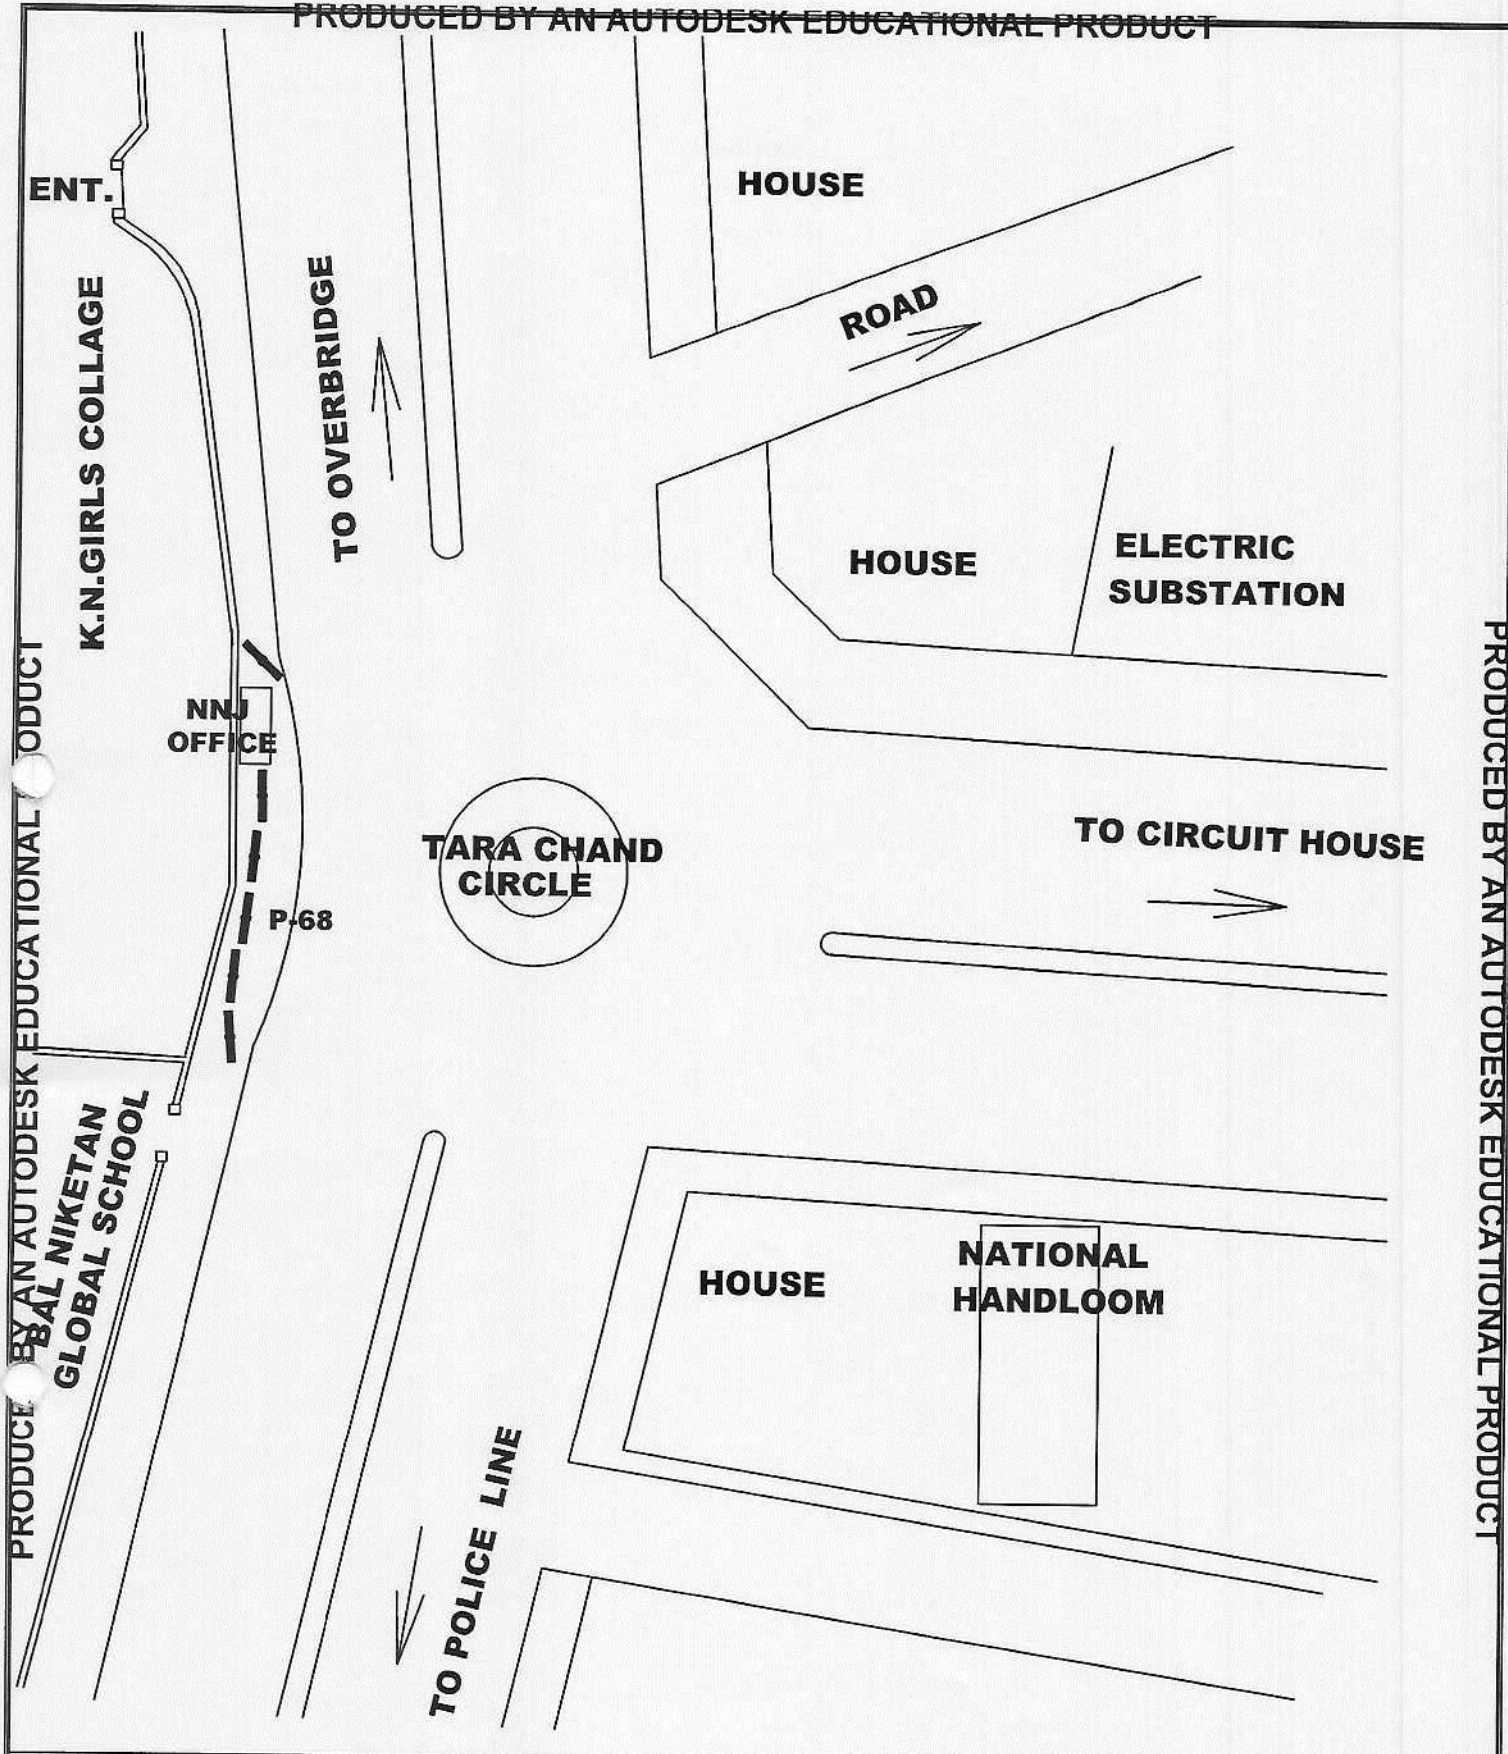 PRODUCED BY AN AUTODESK EDUCATIONAL PRODUCT
ENT.
HOUSE
ROAD
TO OVERBRIDGE
K.N.GIRLS COLLAGE
HOUSE
ELECTRIC
SUBSTATION
NNJ
OFFICE
TARA CHAND
CIRCLE
TO CIRCUIT HOUSE
P-68
BAL NIKETAN
GLOBAL SCHOOL
HOUSE
NATIONAL
HANDLOOM
TO POLICE LINE
PRODUCE BY AN AUTODESK EDUCATIONAL ODUCT
PRODUCED BY AN AUTODESK EDUCATIONAL PRODUCT